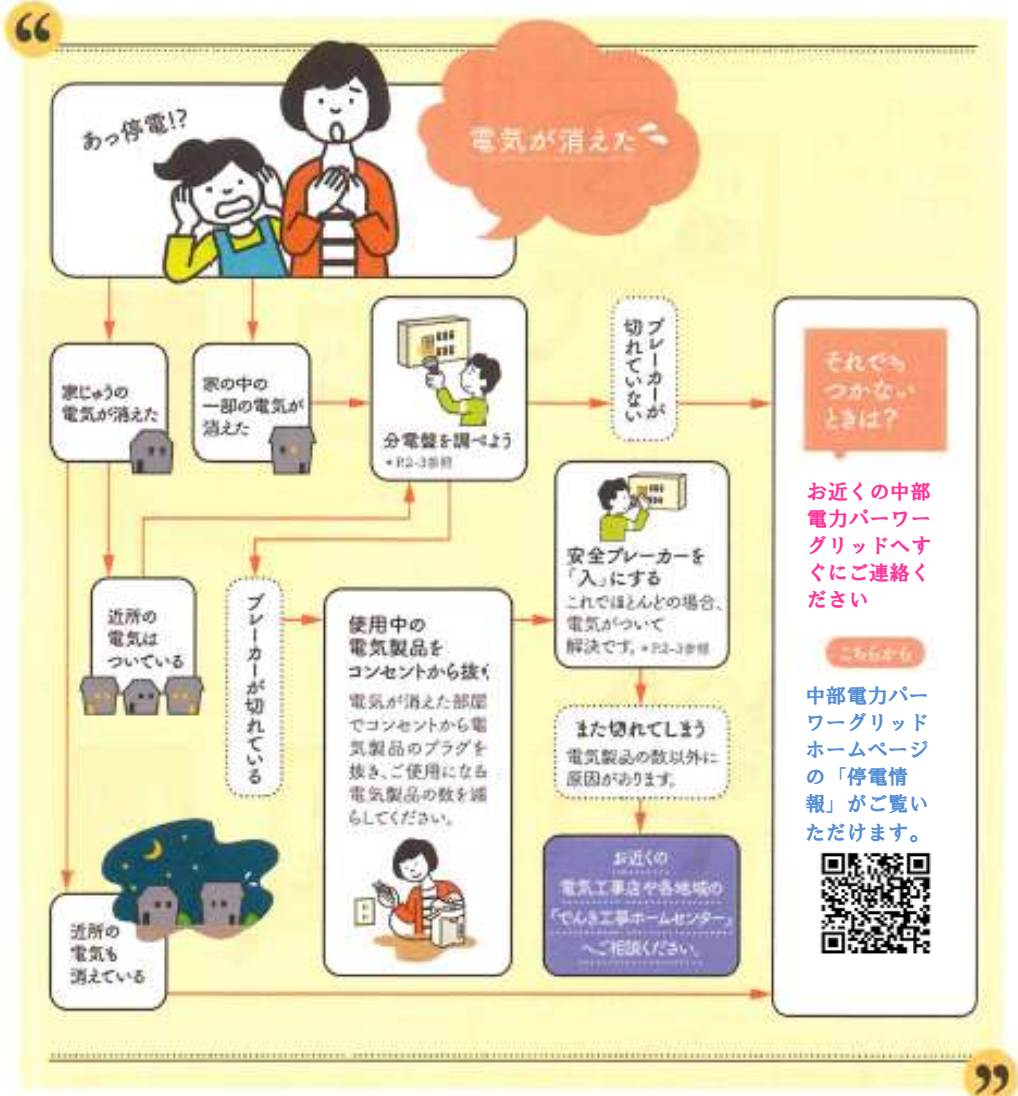 “
あっ停電!?
電気が消えた
家じゅうの
電気が消えた
家の中の
一部の電気が
消えた
分電盤を調べよう
*P.2-3参照
ブレーカーが
切れていない
近所の
電気は
ついている
ブレーカーが切れている
使用中の
電気製品を
コンセントから抜く
電気が消えた部屋
でコンセントから電
気製品のプラグを
抜き、ご使用になる
電気製品の数を減
らしてください。
安全ブレーカーを
「入」にする
これでほとんどの場合、
電気がついて
解決です。*P.2-3参照
また切れてしまう
電気製品の数以外に
原因があります。
お近くの
電気工事店や各地域の
「でんき工事ホームセンター」
へご相談ください。
近所の
電気も
消えている
それでも
つかない
ときは?
お近くの中部
電力パーワー
グリッドへす
ぐにご連絡く
ださい
こちらから
中部電力パー
ワーグリッド
ホームページ
の「停電情
報」がご覧い
ただけます。
”